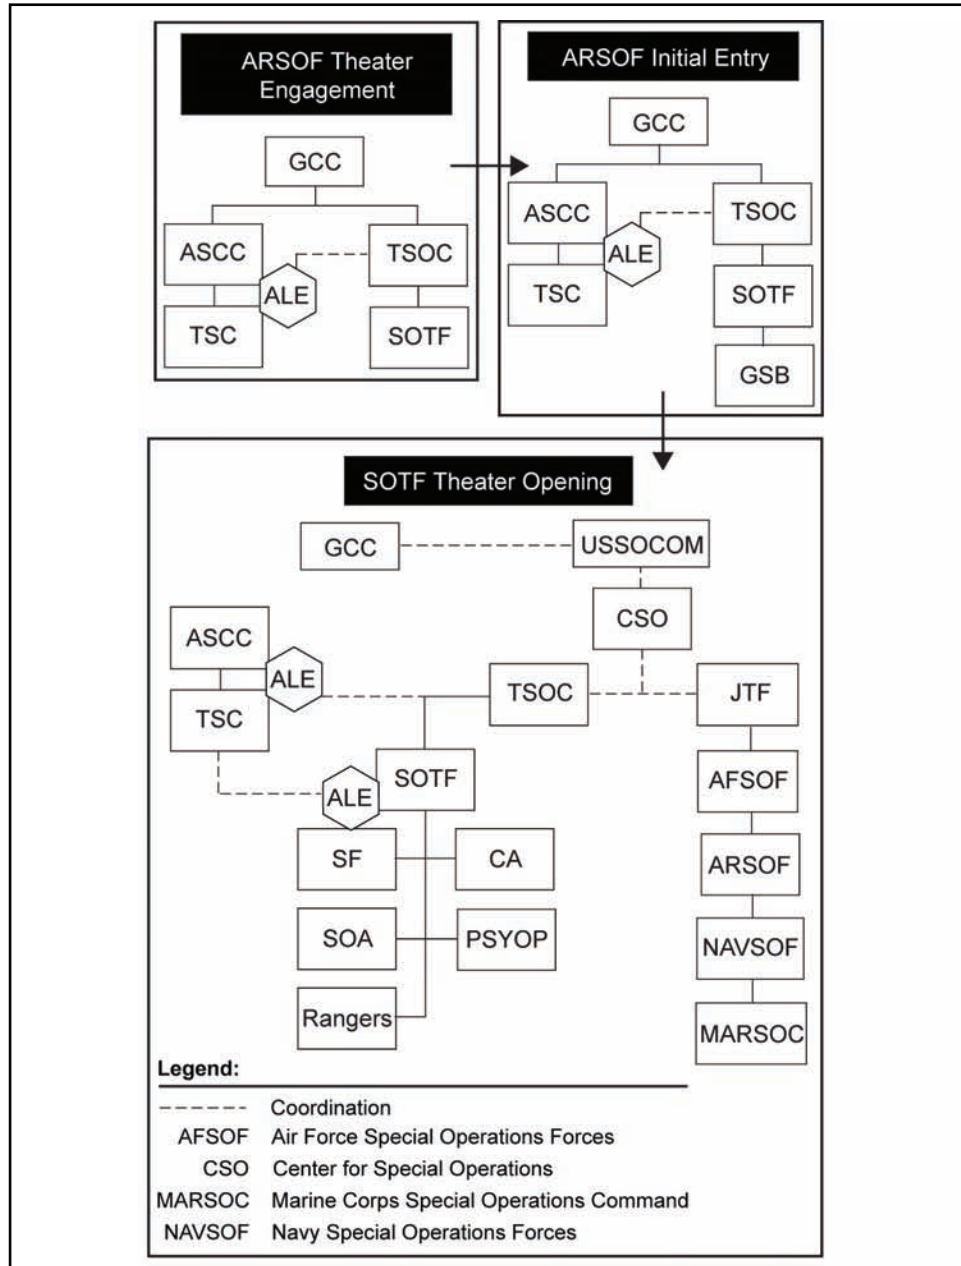 ARSOF Theater
Engagement
GCC
ASCC
TSOC
ALE
TSC
SOTF
ARSOF Initial Entry
GCC
ASCC
TSOC
ALE
TSC
SOTF
GSB
SOTF Theater Opening
GCC
USSOCOM
CSO
ASCC
ALE
TSOC
JTF
TSC
SOTF
ALE
AFSOF
SF
CA
ARSOF
SOA
PSYOP
NAVSOF
Rangers
MARSOC
Legend:
Coordination
AFSOF Air Force Special Operations Forces
CSO Center for Special Operations
MARSOC Marine Corps Special Operations Command
NAVSOF Navy Special Operations Forces